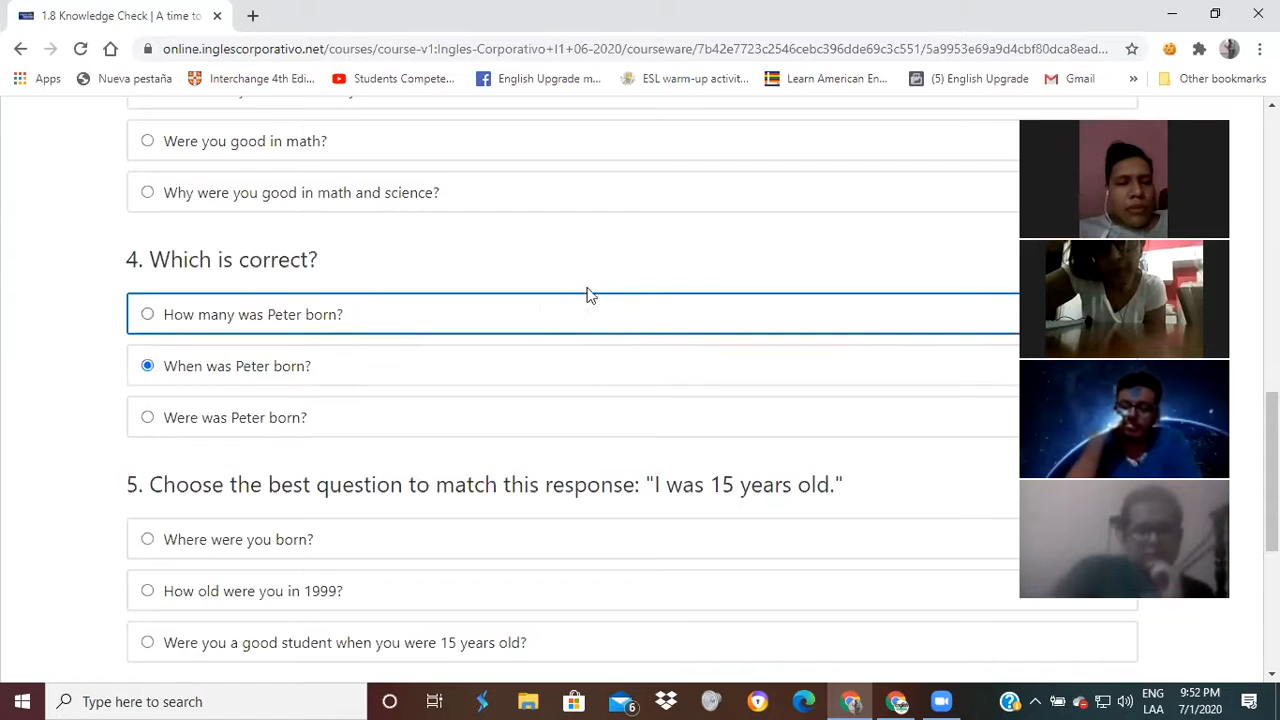 1.8 Knowledge Check | A time to
online.inglescorporativo.net/courses/course-v1:Ingles-Corporativo+I1+06-2020/courseware/7b42e7723c2546cebc396dde69c3c551/5a9953e69a9d4cbf80dca8ead...
Apps Nueva pestaña Interchange 4th Edi... Students Compete... English Upgrade m... ESL warm-up activit... Learn American En... (5) English Upgrade Gmail » Other bookmarks
Were you good in math?
Why were you good in math and science?
4. Which is correct?
How many was Peter born?
When was Peter born?
Were was Peter born?
5. Choose the best question to match this response: "I was 15 years old."
Where were you born?
How old were you in 1999?
Were you a good student when you were 15 years old?
Type here to search
6
ENG 9:52 PM
LAA 7/1/2020